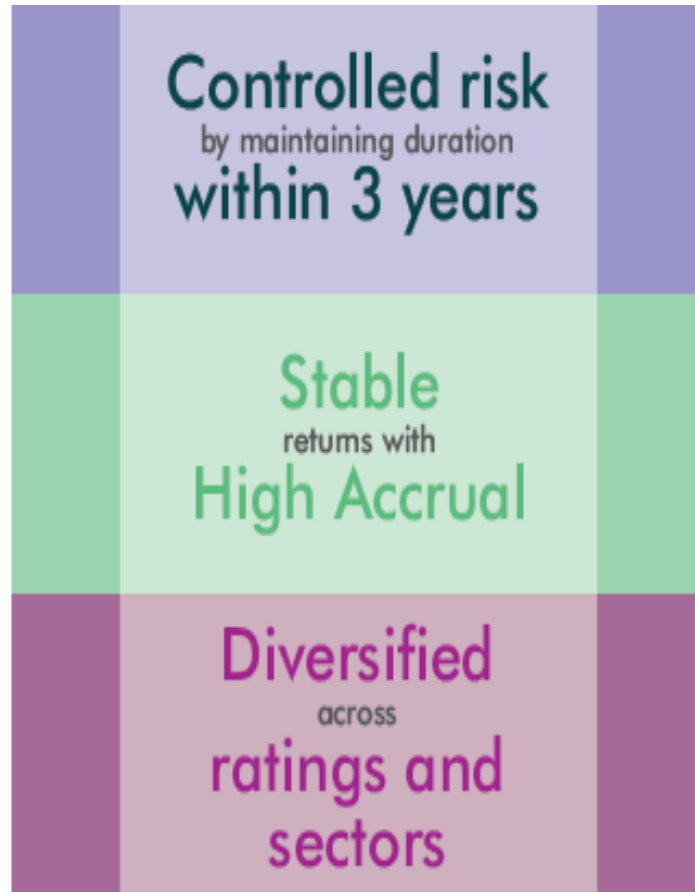 Controlled risk
by maintaining duration
within 3 years
Stable
returns with
High Accrual
Diversified
across
ratings and
sectors